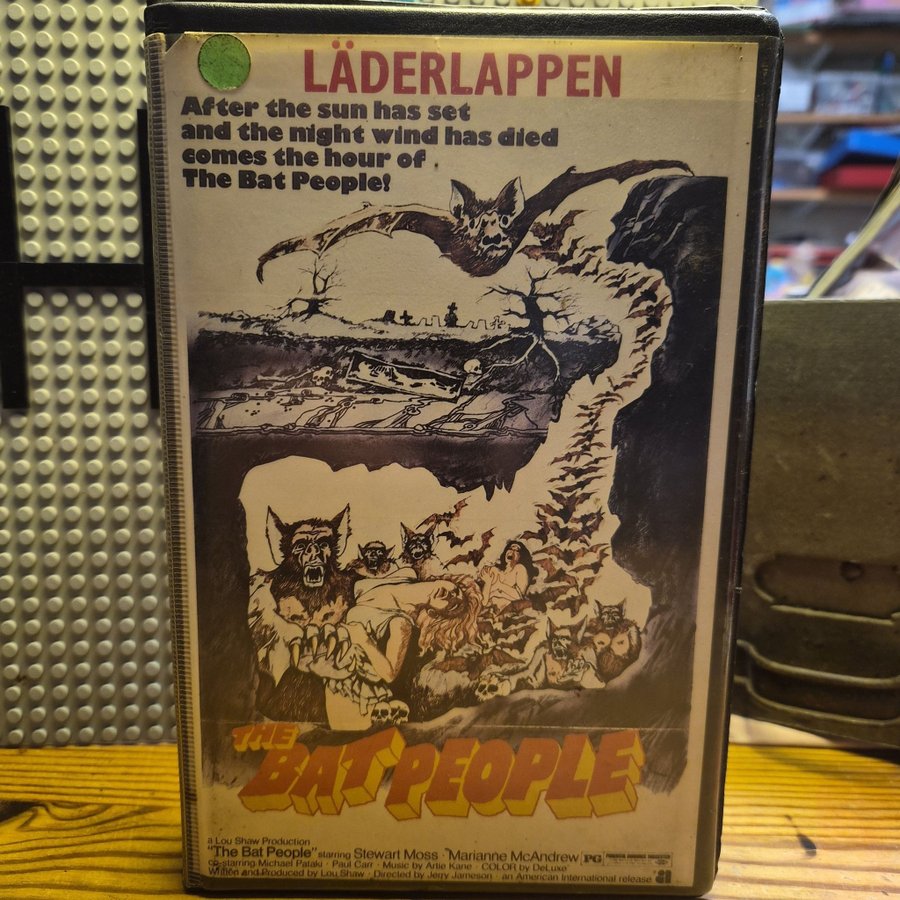 LÄDERLAPPEN
After the sun has set
and the night wind has died
comes the hour of
The Bat People!
THE
BAT PEOPLE
a Lou Shaw Production
"The Bat People" starring Stewart Moss · Marianne McAndrew PG
co-starring Michael Pataki · Paul Carr · Music by Artie Kane · COLOR by DeLuxe
Written and Produced by Lou Shaw · Directed by Jerry Jameson · an American International release